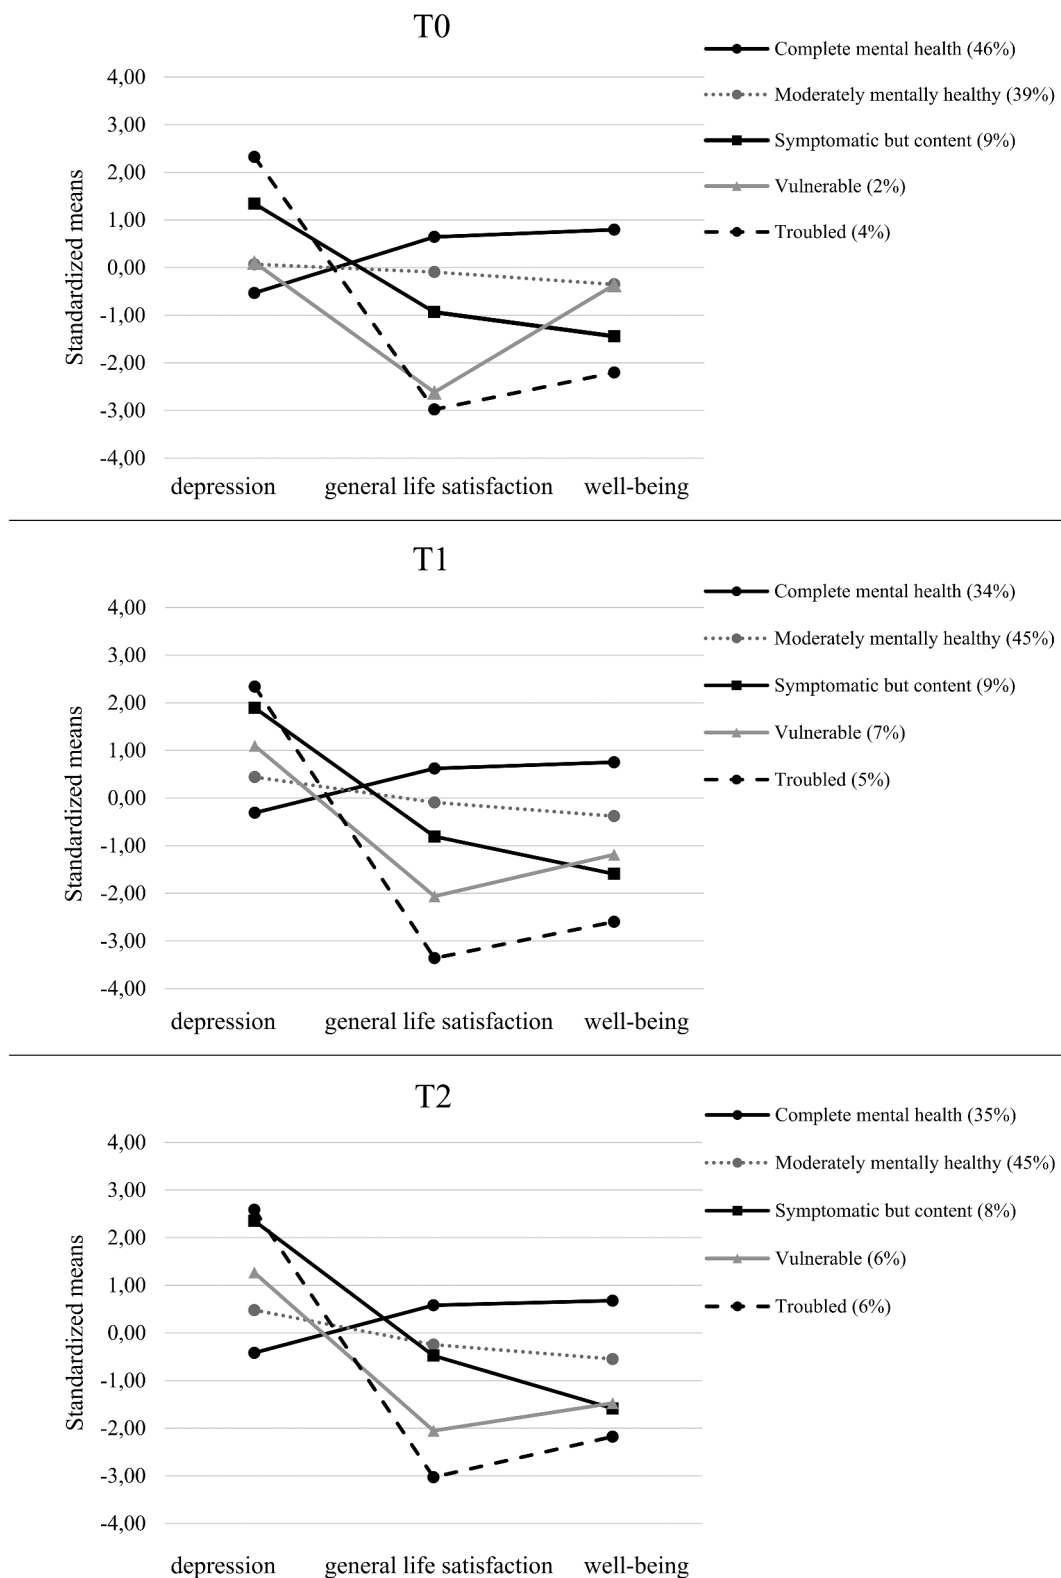 T0
Complete mental health (46%)
Moderately mentally healthy (39%)
Symptomatic but content (9%)
Vulnerable (2%)
Troubled (4%)
Standardized means
4,00
3,00
2,00
1,00
0,00
-1,00
-2,00
-3,00
-4,00
depression general life satisfaction well-being
T1
Complete mental health (34%)
Moderately mentally healthy (45%)
Symptomatic but content (9%)
Vulnerable (7%)
Troubled (5%)
Standardized means
4,00
3,00
2,00
1,00
0,00
-1,00
-2,00
-3,00
-4,00
depression general life satisfaction well-being
T2
Complete mental health (35%)
Moderately mentally healthy (45%)
Symptomatic but content (8%)
Vulnerable (6%)
Troubled (6%)
Standardized means
4,00
3,00
2,00
1,00
0,00
-1,00
-2,00
-3,00
-4,00
depression general life satisfaction well-being